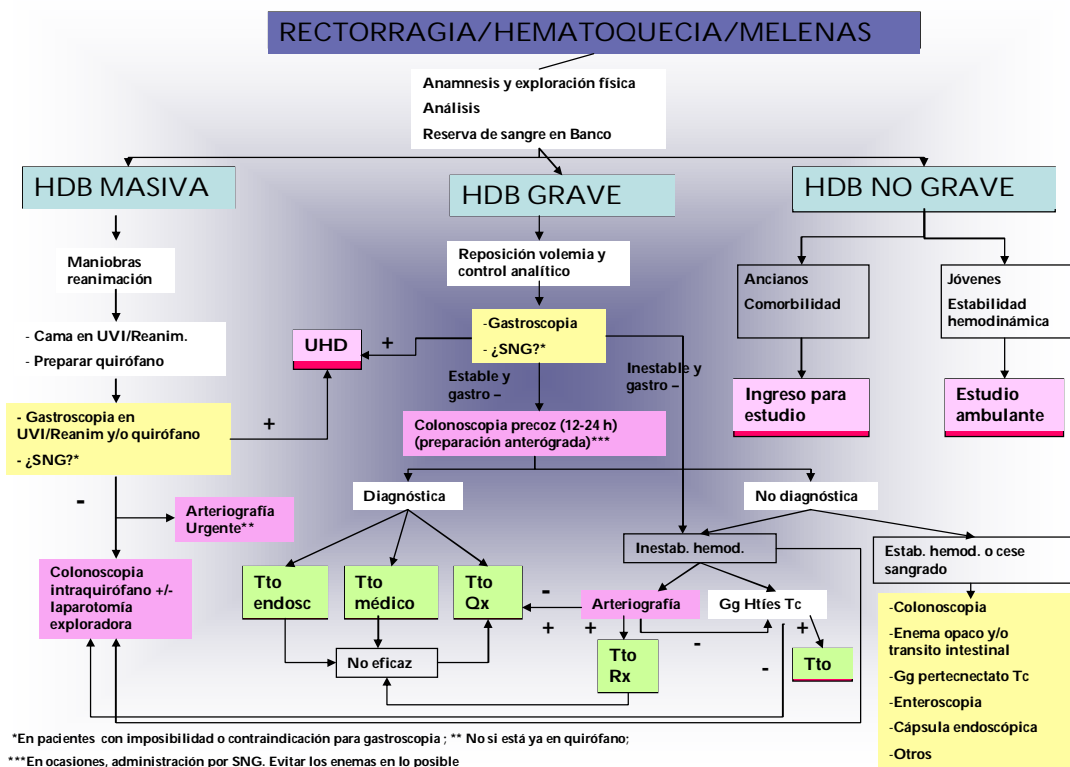 RECTORRAGIA/HEMATOQUECIA/MELENAS
Anamnesis y exploración física
Análisis
Reserva de sangre en Banco
HDB MASIVA
HDB GRAVE
HDB NO GRAVE
Maniobras
reanimación
Reposición volemia y
control analítico
Ancianos
Comorbilidad
Jóvenes
Estabilidad
hemodinámica
- Cama en UVI/Reanim.
- Preparar quirófano
UHD
+
-Gastroscopia
- ¿SNG?*
Estable y
gastro –
Inestable y
gastro –
Ingreso para
estudio
Estudio
ambulante
- Gastroscopia en
UVI/Reanim y/o quirófano
- ¿SNG?*
+
Colonoscopia precoz (12-24 h)
(preparación anterógrada)***
-
Arteriografía
Urgente**
Diagnóstica
No diagnóstica
Colonoscopia
intraquirófano +/-
laparotomía
exploradora
Inestab. hemod.
Estab. hemod. o cese
sangrado
Tto
endosc
Tto
médico
Tto
Qx
-
+
Arteriografía
+
-
Gg Htíes Tc
+
-
No eficaz
Tto
Rx
Tto
-Colonoscopia
-Enema opaco y/o
transito intestinal
-Gg pertecnectato Tc
-Enteroscopia
-Cápsula endoscópica
-Otros
*En pacientes con imposibilidad o contraindicación para gastroscopia ; ** No si está ya en quirófano;
***En ocasiones, administración por SNG. Evitar los enemas en lo posible